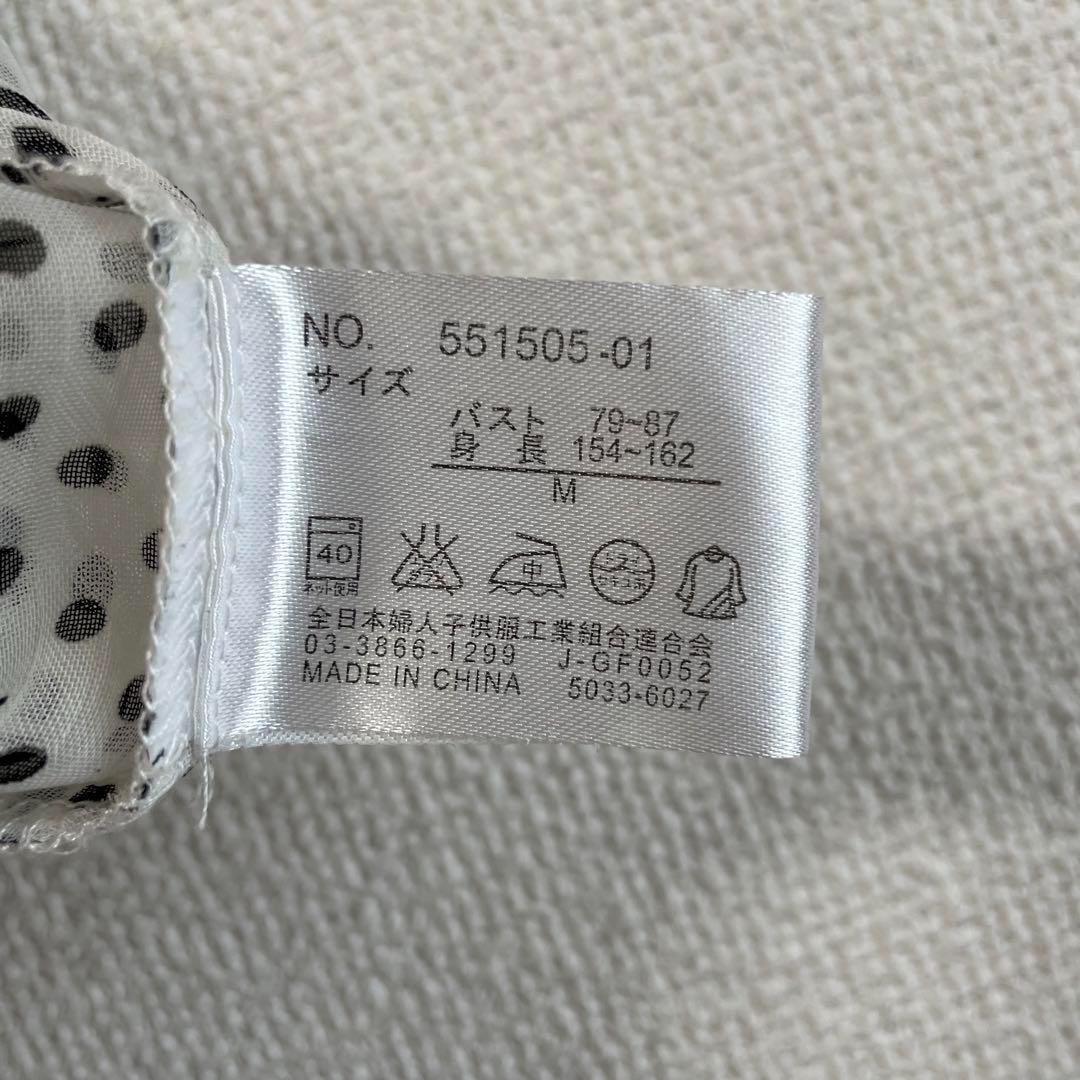 NO. 551505-01
サイズ
バスト 79~87
身長 154~162
M
40
ネット使用
中
全日本婦人子供服工業組合連合会
03-3866-1299 J-GF0052
MADE IN CHINA 5033-6027